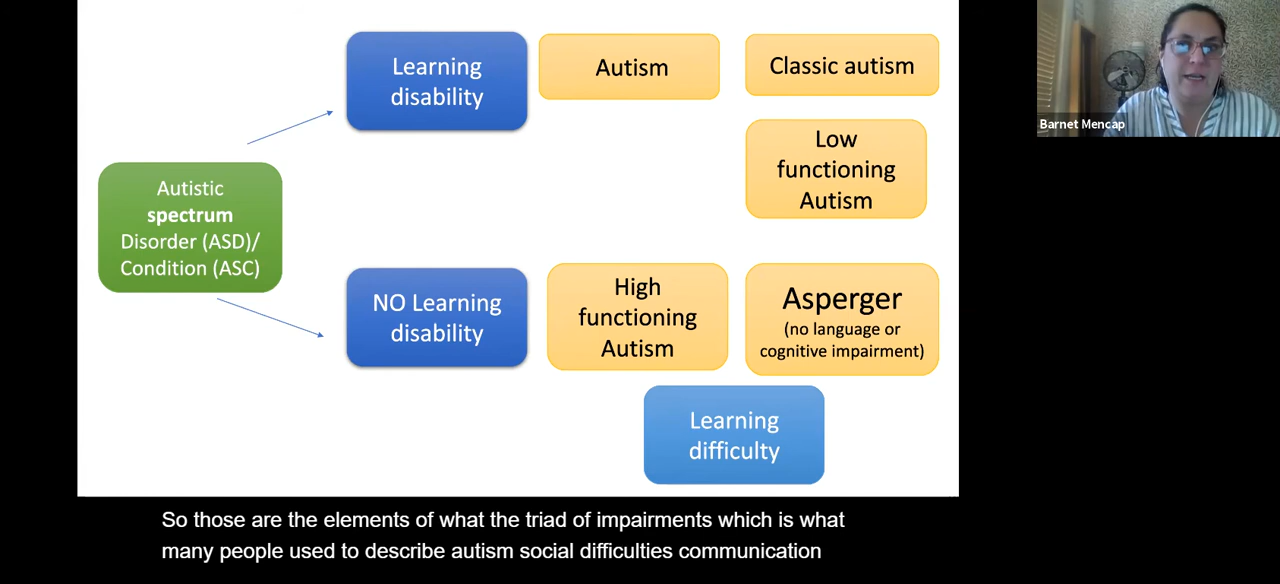 Learning
disability
Autism
Classic autism
Low
functioning
Autism
Autistic
spectrum
Disorder (ASD)/
Condition (ASC)
NO Learning
disability
High
functioning
Autism
Asperger
(no language or
cognitive impairment)
Learning
difficulty
Barnet Mencap
So those are the elements of what the triad of impairments which is what
many people used to describe autism social difficulties communication